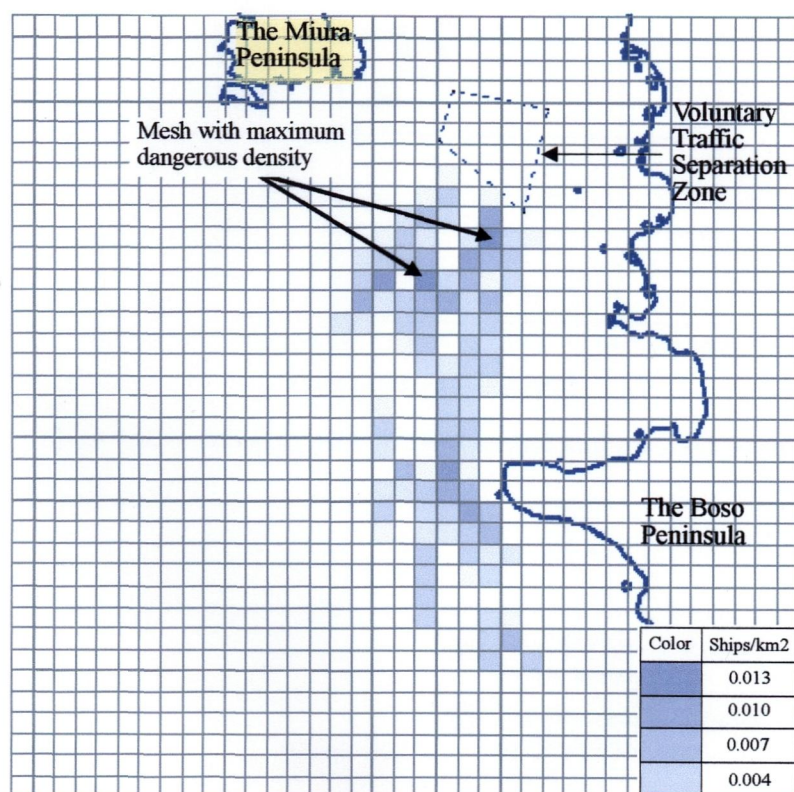 The Miura
Peninsula
Mesh with maximum
dangerous density
Voluntary
Traffic
Separation
Zone
The Boso
Peninsula
Color Ships/km2
0.013
0.010
0.007
0.004